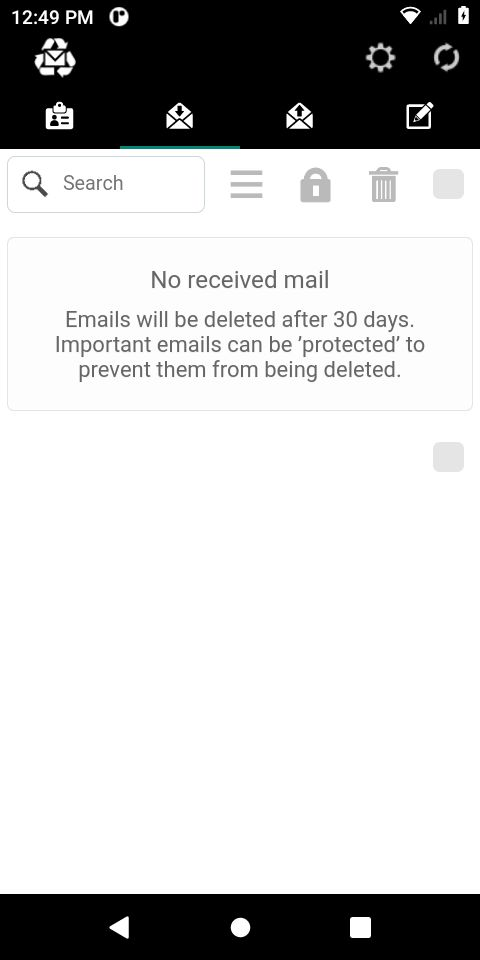 12:49 PM
Search
No received mail
Emails will be deleted after 30 days.
Important emails can be ’protected’ to
prevent them from being deleted.